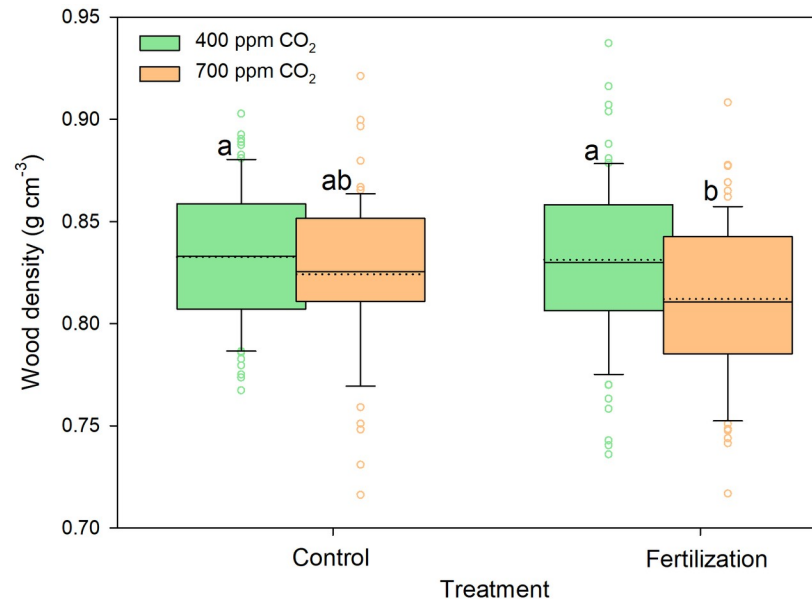 0.95
400 ppm CO₂
700 ppm CO₂
0.90
a
ab
a
b
0.85
0.80
0.75
0.70
Wood density (g cm⁻³)
Control
Fertilization
Treatment